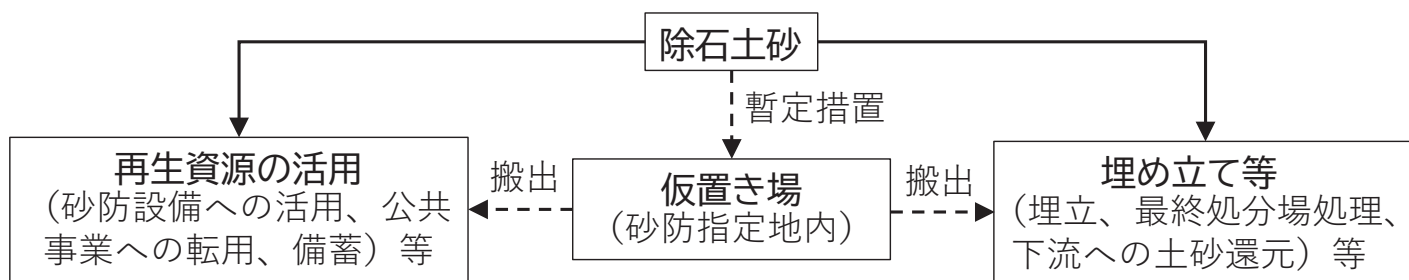 除石土砂
暫定措置
再生資源の活用
（砂防設備への活用、公共
事業への転用、備蓄）等
搬出
仮置き場
（砂防指定地内）
搬出
埋め立て等
（埋立、最終処分場処理、
下流への土砂還元）等